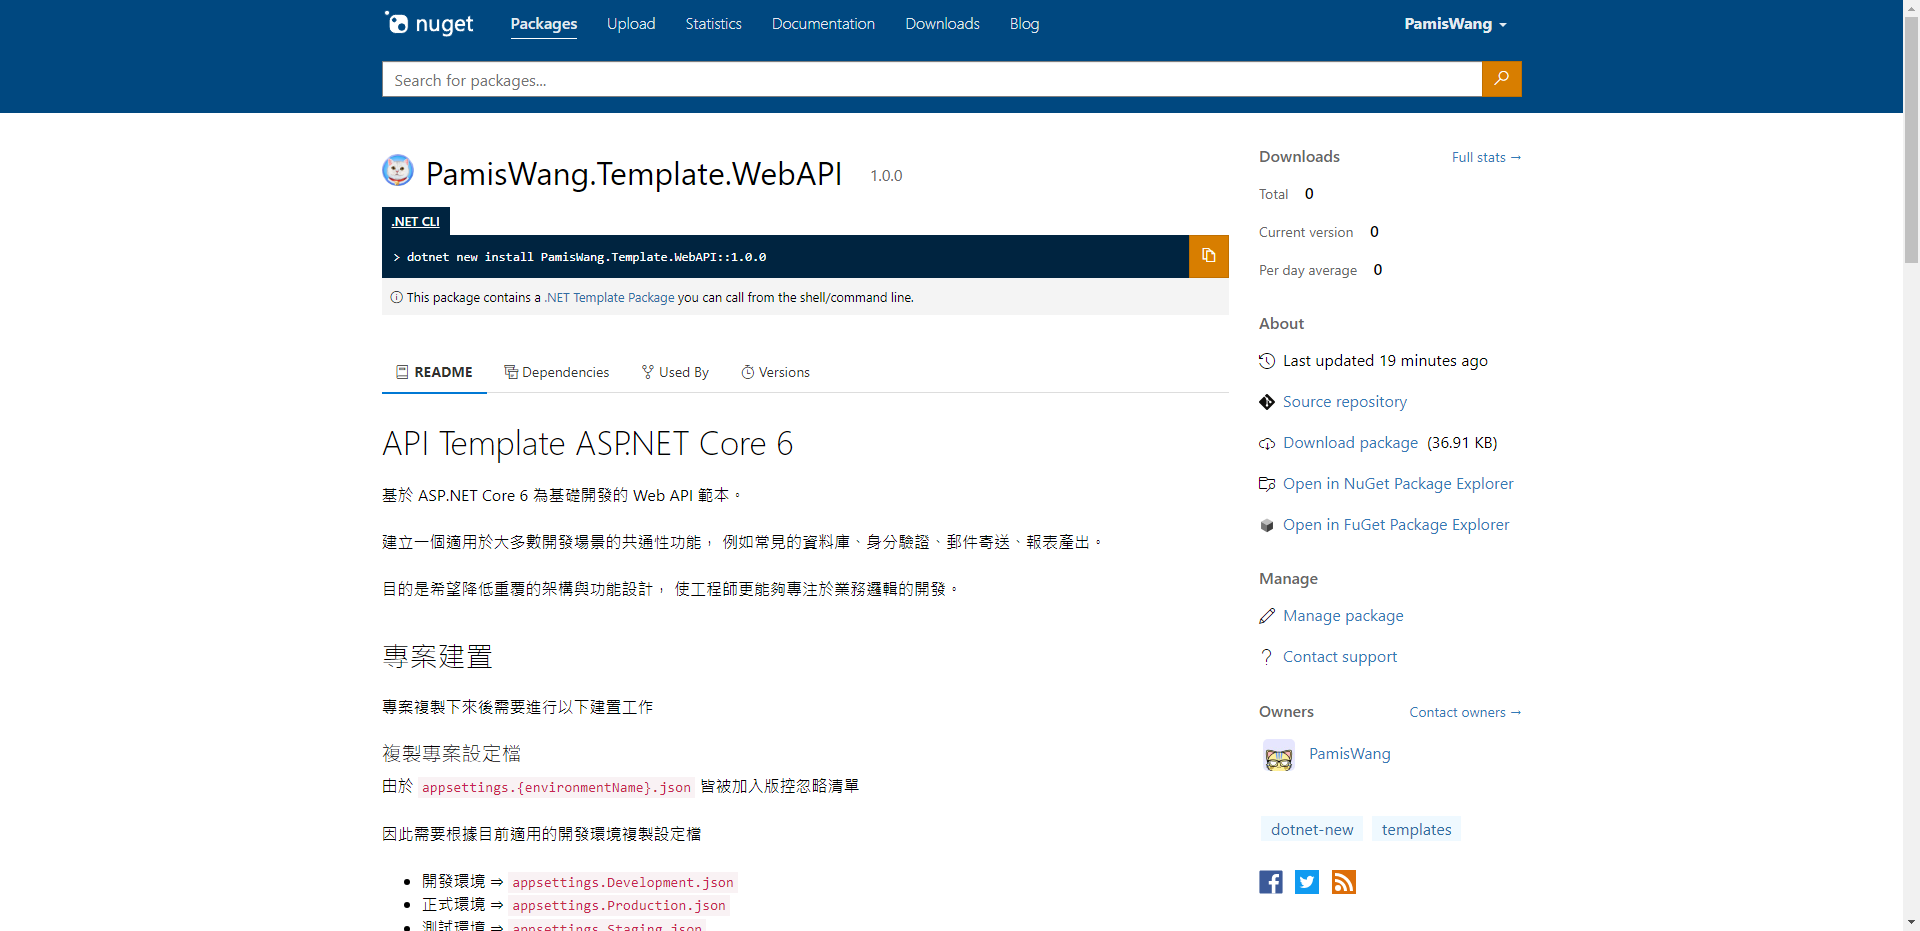 nuget Packages Upload Statistics Documentation Downloads Blog PamisWang
Search for packages...
PamisWang.Template.WebAPI 1.0.0
.NET CLI
> dotnet new install PamisWang.Template.WebAPI::1.0.0
This package contains a .NET Template Package you can call from the shell/command line.
README Dependencies Used By Versions
API Template ASP.NET Core 6
基於 ASP.NET Core 6 為基礎開發的 Web API 範本。
建立一個適用於大多數開發場景的共通性功能， 例如常見的資料庫、身分驗證、郵件寄送、報表產出。
目的是希望降低重覆的架構與功能設計， 使工程師更能夠專注於業務邏輯的開發。
專案建置
專案複製下來後需要進行以下建置工作
複製專案設定檔
由於 appsettings.{environmentName}.json 皆被加入版控忽略清單
因此需要根據目前適用的開發環境複製設定檔
開發環境 ⇒ appsettings.Development.json
正式環境 ⇒ appsettings.Production.json
測試環境 ⇒ appsettings.Staging.json
Downloads Full stats →
Total 0
Current version 0
Per day average 0
About
Last updated 19 minutes ago
Source repository
Download package (36.91 KB)
Open in NuGet Package Explorer
Open in FuGet Package Explorer
Manage
Manage package
Contact support
Owners Contact owners →
PamisWang
dotnet-new templates